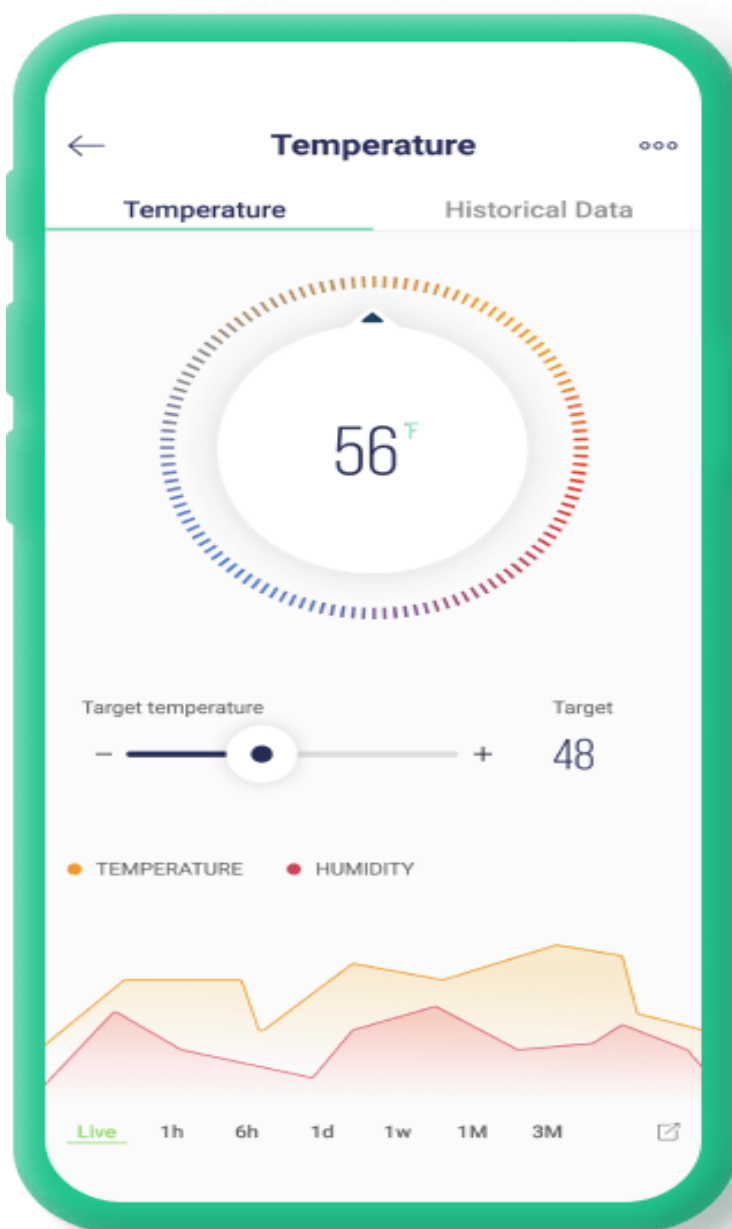 Temperature
Temperature Historical Data
56°F
Target temperature Target
− + 48
TEMPERATURE HUMIDITY
Live 1h 6h 1d 1w 1M 3M